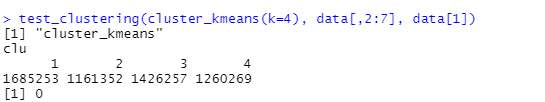 > test_clustering(cluster_kmeans(k=4), data[,2:7], data[1])
[1] "cluster_kmeans"
clu
1 2 3 4
1685253 1161352 1426257 1260269
[1] 0